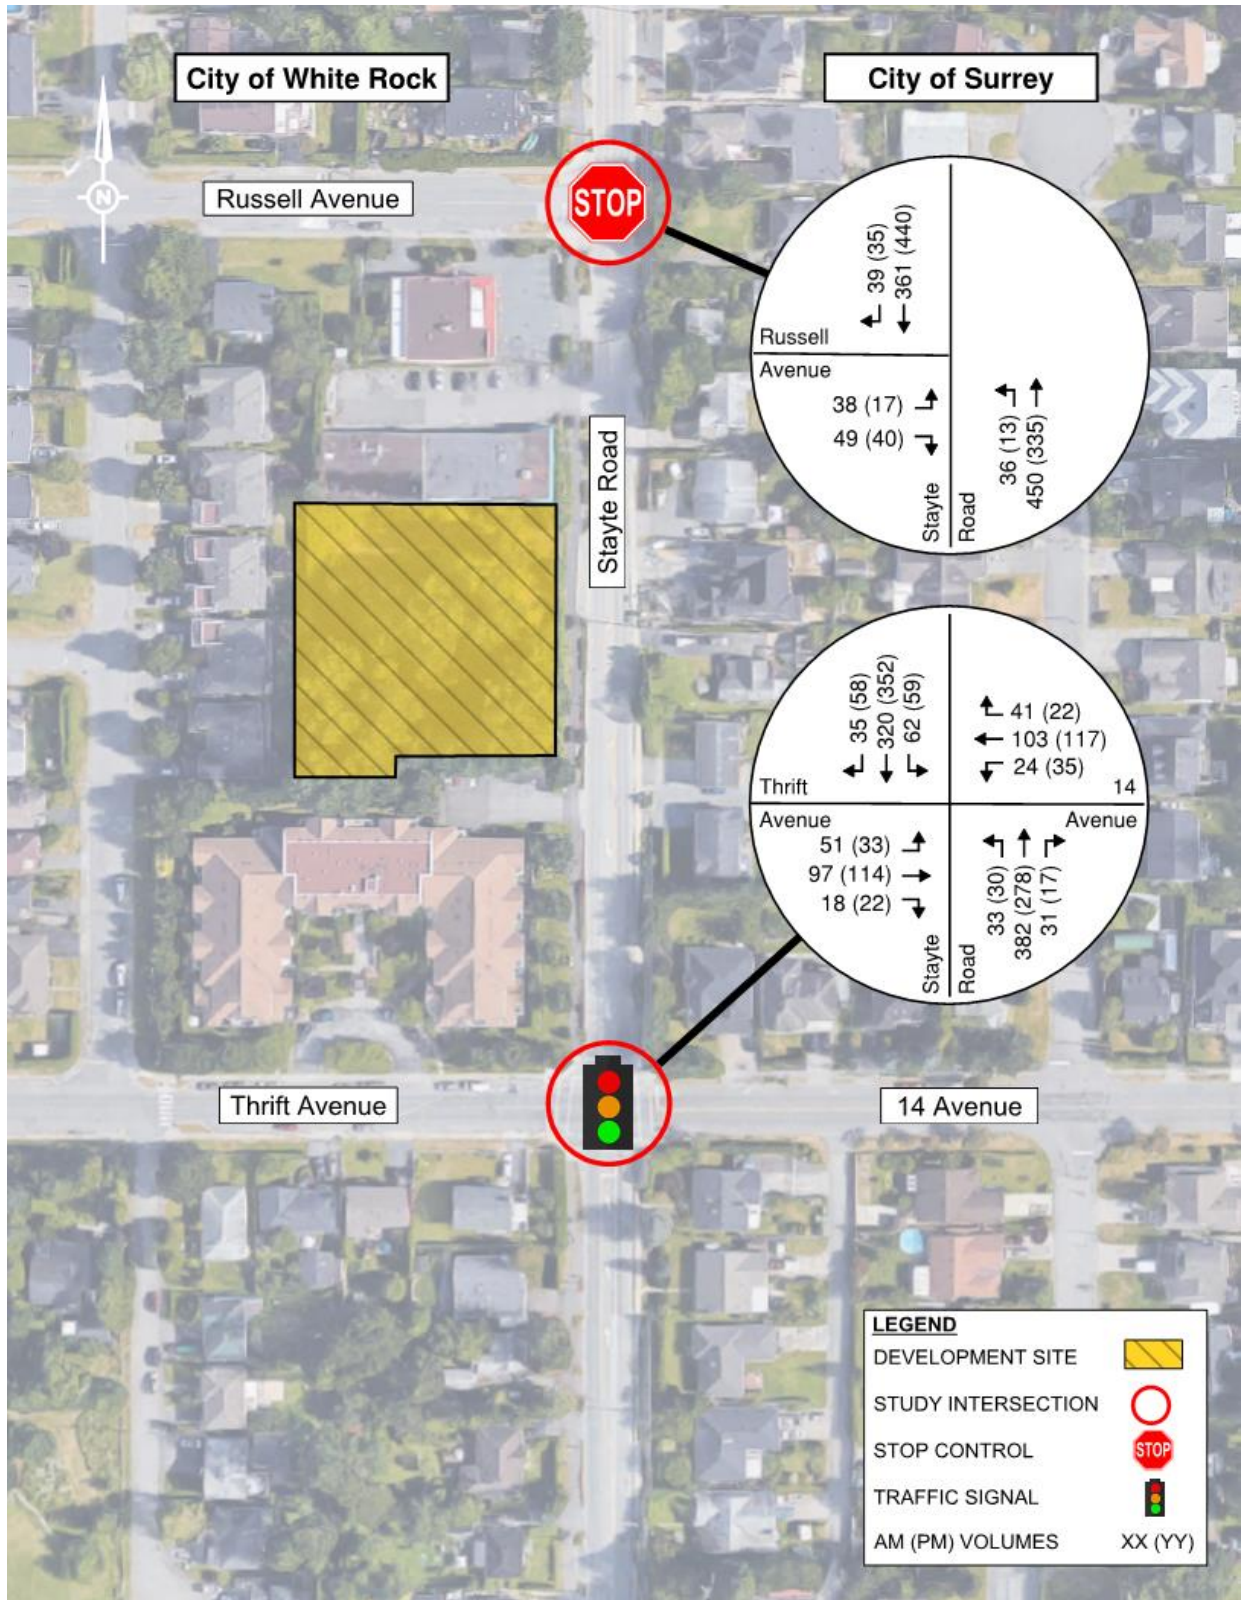 City of White Rock
City of Surrey
N
Russell Avenue
STOP
39 (35)
361 (440)
Russell
Avenue
38 (17)
49 (40)
36 (13)
450 (335)
Stayte
Road
Stayte Road
35 (58)
320 (352)
62 (59)
41 (22)
103 (117)
24 (35)
Thrift
14
Avenue
Avenue
51 (33)
97 (114)
18 (22)
33 (30)
382 (278)
31 (17)
Stayte
Road
Thrift Avenue
14 Avenue
LEGEND
DEVELOPMENT SITE
STUDY INTERSECTION
STOP CONTROL
STOP
TRAFFIC SIGNAL
AM (PM) VOLUMES XX (YY)